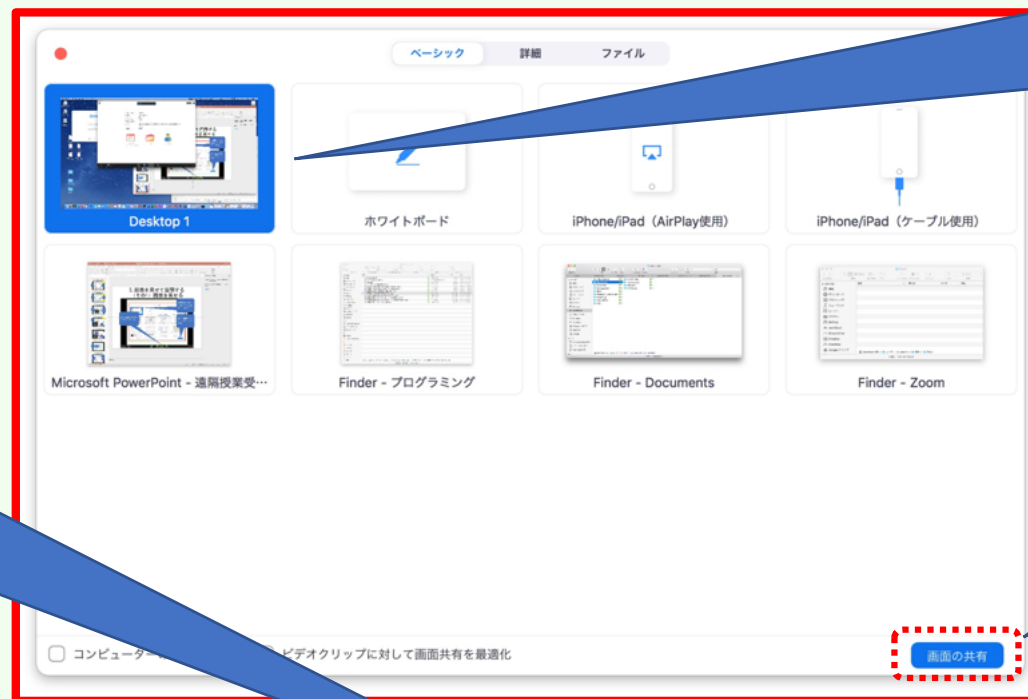 ベーシック 詳細 ファイル
Desktop 1
ホワイトボード
iPhone/iPad（AirPlay使用）
iPhone/iPad（ケーブル使用）
Microsoft PowerPoint - 遠隔授業受…
Finder - プログラミング
Finder - Documents
Finder - Zoom
コンピューター
ビデオクリップに対して画面共有を最適化
画面の共有